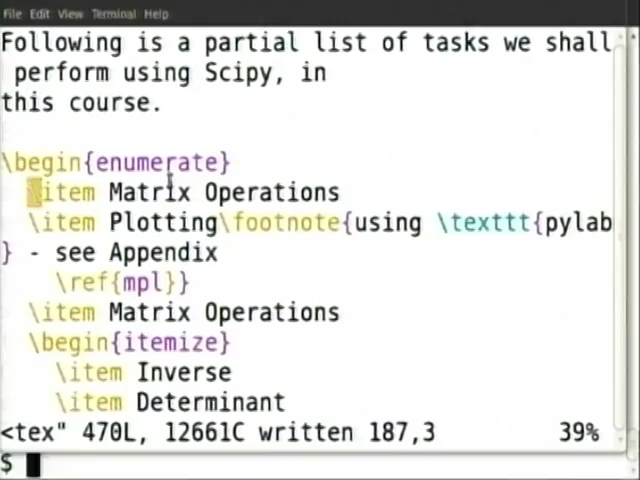 File Edit View Terminal Help
Following is a partial list of tasks we shall
perform using Scipy, in
this course.
\begin{enumerate}
\item Matrix Operations
\item Plotting\footnote{using \texttt{pylab
} - see Appendix
\ref{mpl}}
\item Matrix Operations
\begin{itemize}
\item Inverse
\item Determinant
<tex" 470L, 12661C written 187,3 39%
$